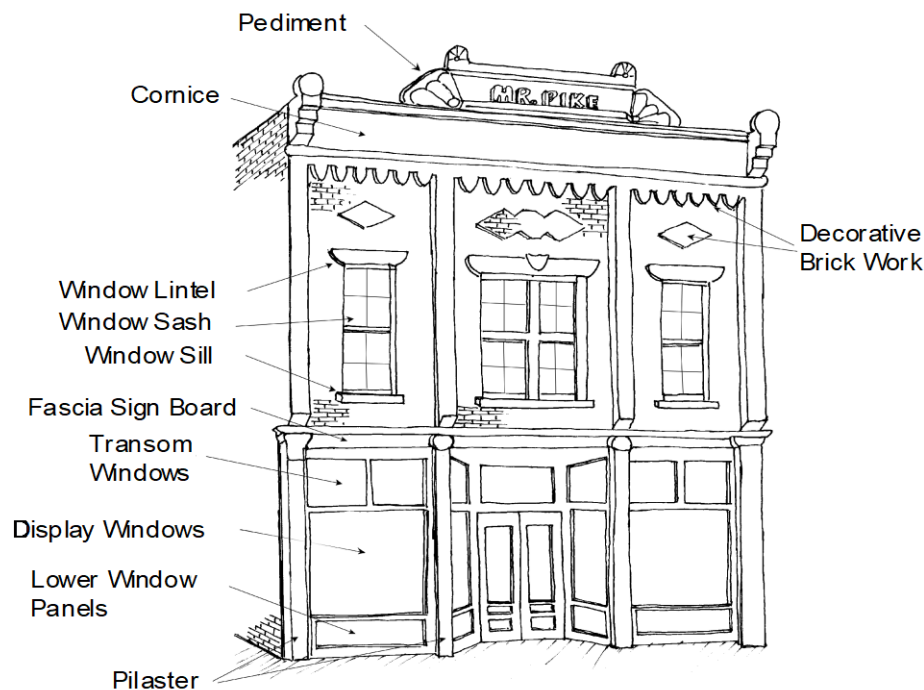 Pediment
Cornice
MR. PIKE
Decorative
Brick Work
Window Lintel
Window Sash
Window Sill
Fascia Sign Board
Transom
Windows
Display Windows
Lower Window
Panels
Pilaster